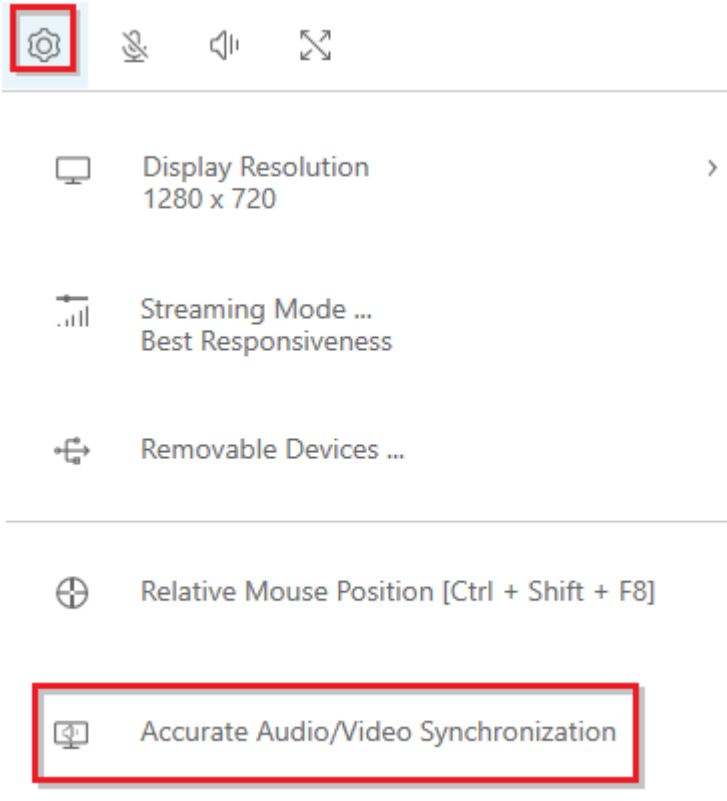 Display Resolution
1280 x 720
Streaming Mode ...
Best Responsiveness
Removable Devices ...
Relative Mouse Position [Ctrl + Shift + F8]
Accurate Audio/Video Synchronization